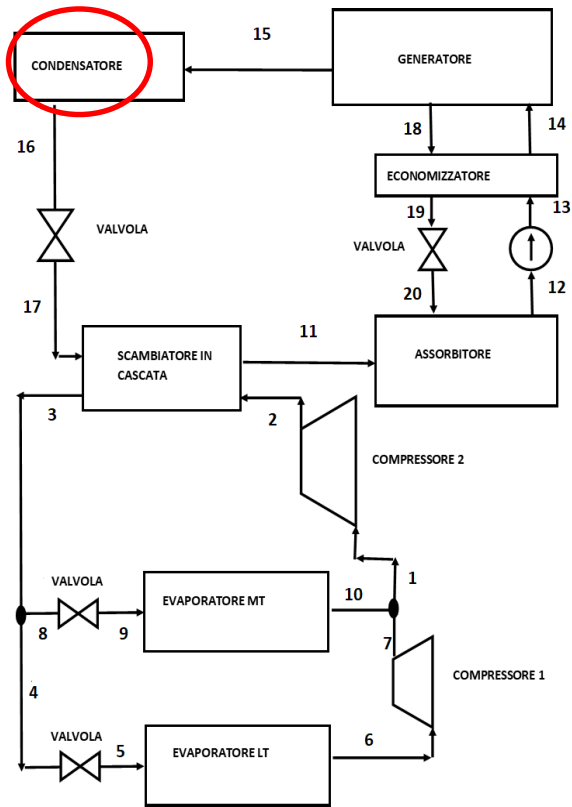 15
CONDENSATORE
GENERATORE
18
14
16
ECONOMIZZATORE
19
13
VALVOLA
VALVOLA
12
17
20
11
SCAMBIATORE IN
CASCATA
ASSORBITORE
3
2
COMPRESSORE 2
VALVOLA
1
EVAPORATORE MT
10
8
9
7
COMPRESSORE 1
4
VALVOLA
5
6
EVAPORATORE LT